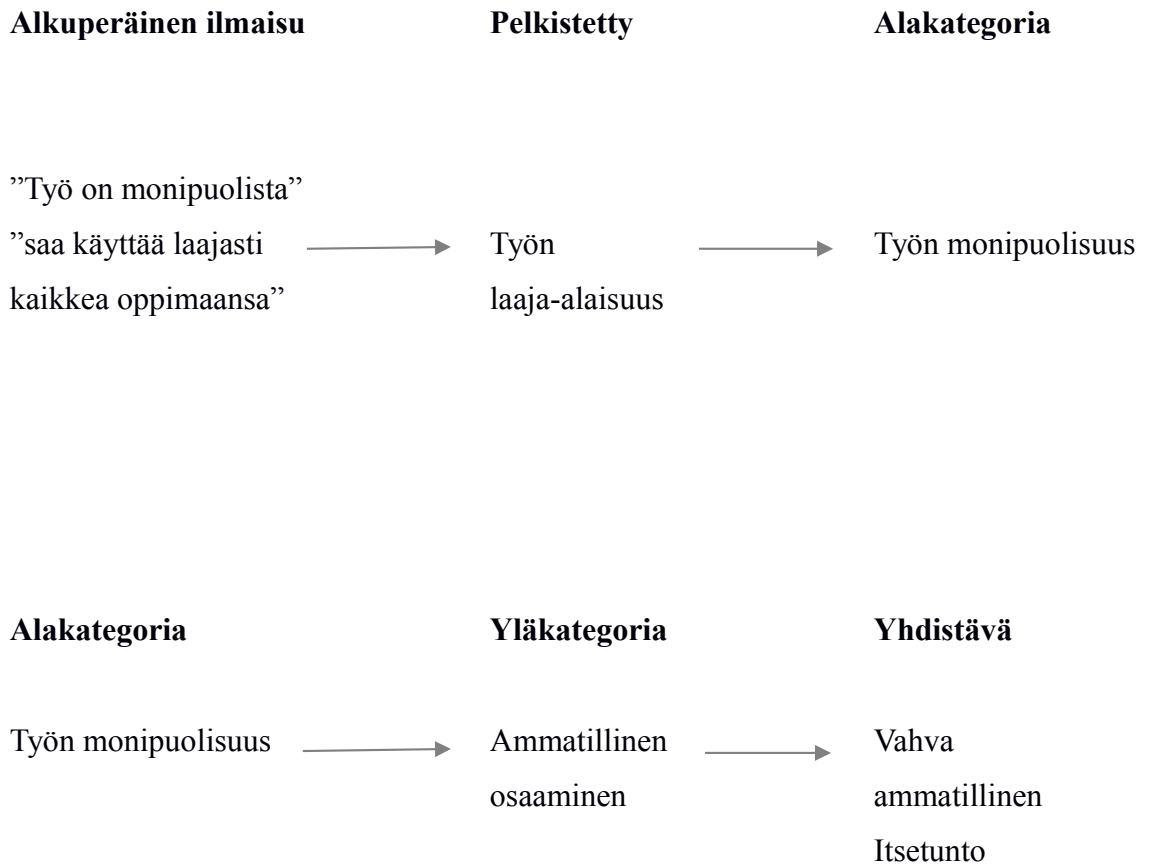 Alkuperäinen ilmaisu Pelkistetty Alakategoria
”Työ on monipuolista”
”saa käyttää laajasti Työn Työn monipuolisuus
kaikkea oppimaansa” laaja-alaisuus
Alakategoria Yläkategoria Yhdistävä
Työn monipuolisuus Ammatillinen Vahva
osaaminen ammatillinen
Itsetunto